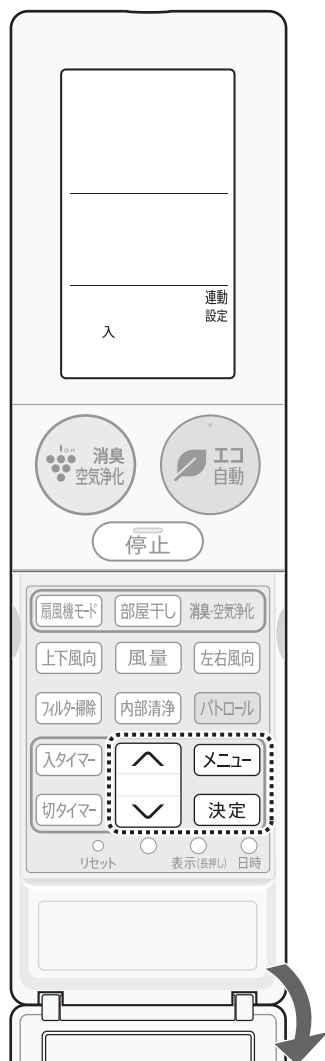 連動
設定
入
ion
消臭
空気浄化
エコ
自動
停止
扇風機モード 部屋干し 消臭・空気浄化
上下風向 風量 左右風向
フィルター掃除 内部清浄 パトロール
入タイマー メニュー
切タイマー 決定
リセット 表示(長押し) 日時